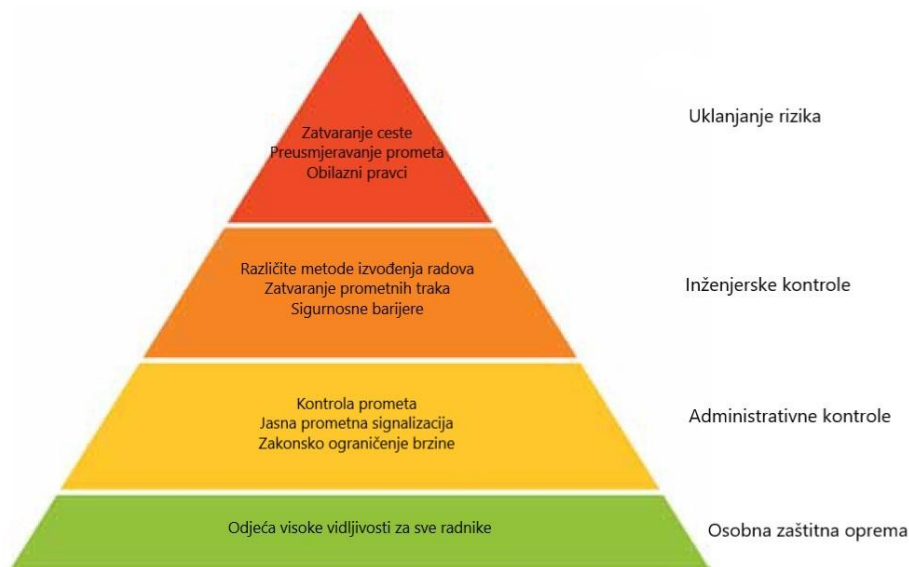 Zatvaranje ceste
Preusmjeravanje prometa
Obilazni pravci
Uklanjanje rizika
Različite metode izvođenja radova
Zatvaranje prometnih traka
Sigurnosne barijere
Inženjerske kontrole
Kontrola prometa
Jasna prometna signalizacija
Zakonsko ograničenje brzine
Administrativne kontrole
Odjeća visoke vidljivosti za sve radnike
Osobna zaštitna oprema